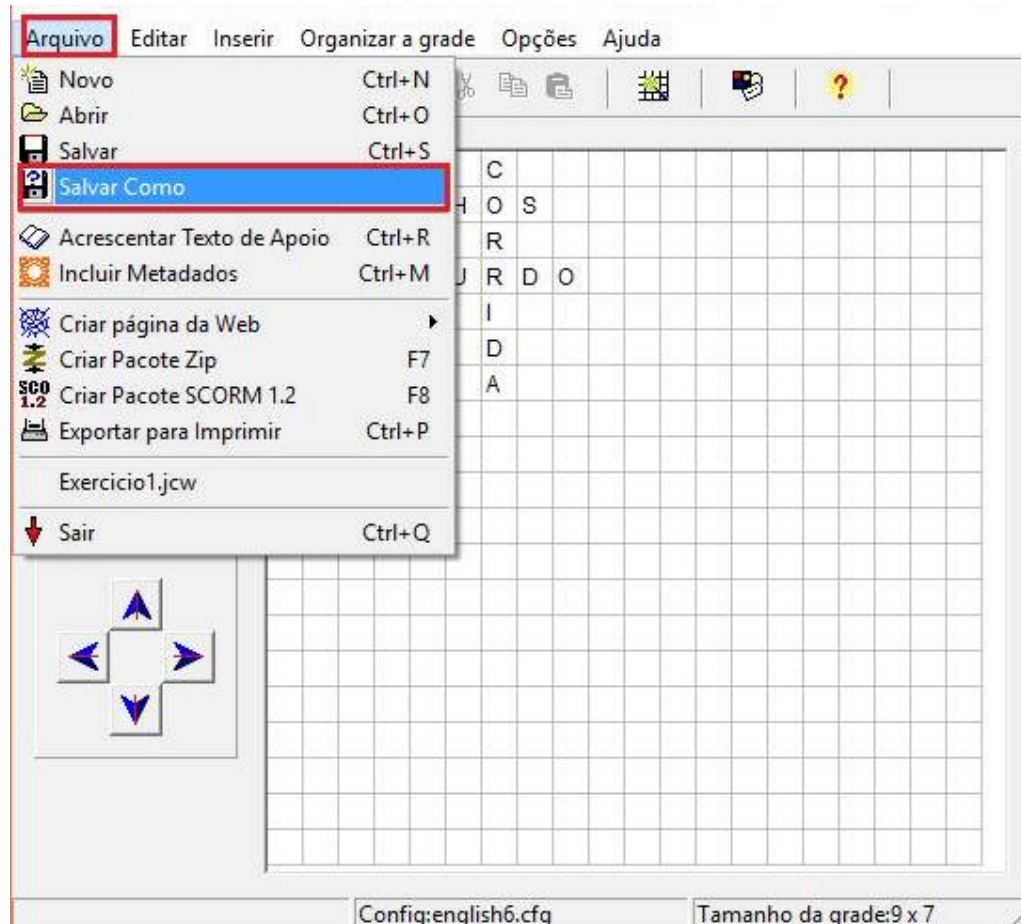 Arquivo Editar Inserir Organizar a grade Opções Ajuda
Novo Ctrl+N
Abrir Ctrl+O
Salvar Ctrl+S
Salvar Como
Acrescentar Texto de Apoio Ctrl+R
Incluir Metadados Ctrl+M
Criar página da Web
Criar Pacote Zip F7
SCO 1.2 Criar Pacote SCORM 1.2 F8
Exportar para Imprimir Ctrl+P
Exercicio1.jcw
Sair Ctrl+Q
?
C
H O S
R
U R D O
I
D
A
Config:english6.cfg Tamanho da grade:9 x 7